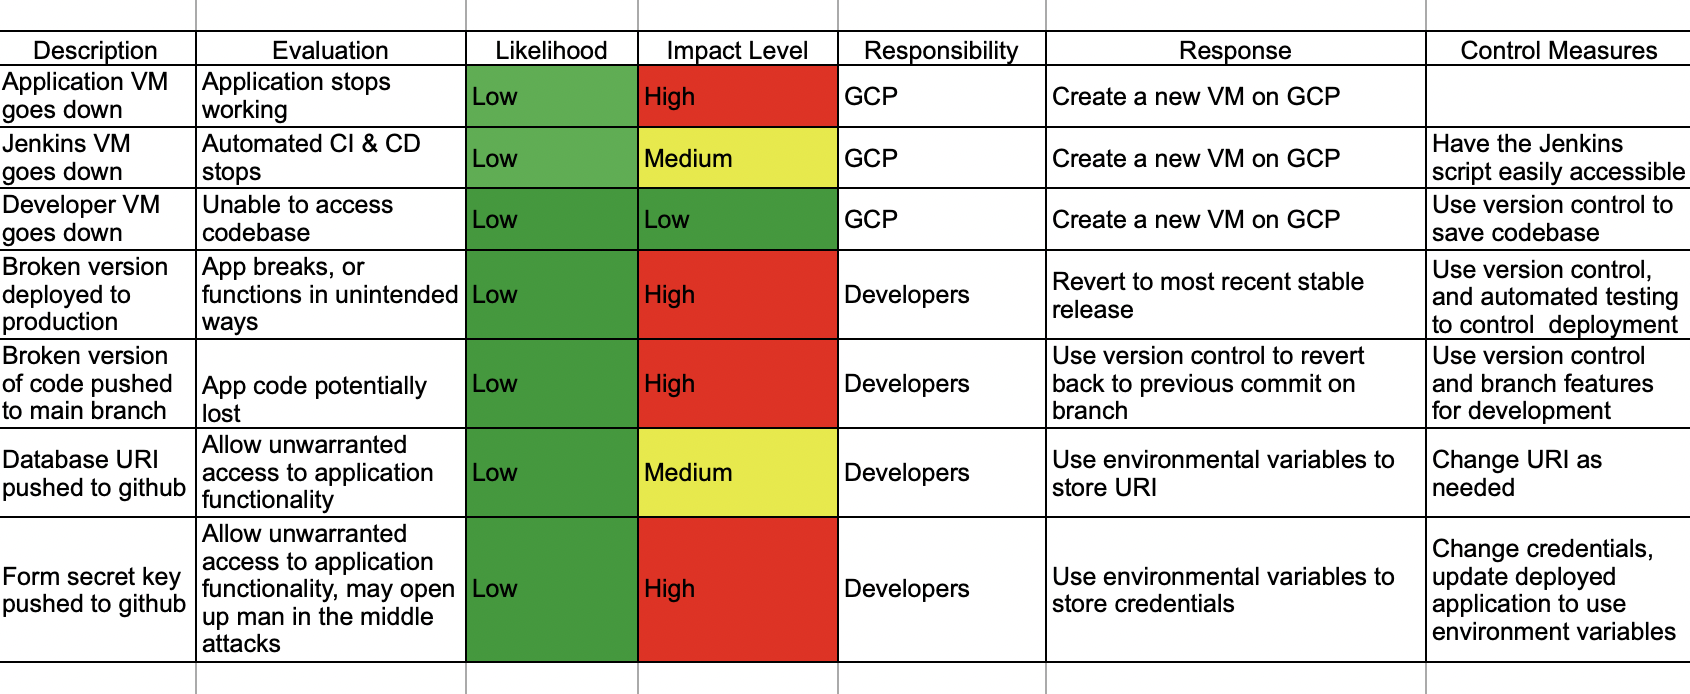 Description Evaluation Likelihood Impact Level Responsibility Response Control Measures
Application VM
goes down
Application stops
working
Low
High
GCP
Create a new VM on GCP
Jenkins VM
goes down
Automated CI & CD
stops
Low
Medium
GCP
Create a new VM on GCP
Have the Jenkins
script easily accessible
Developer VM
goes down
Unable to access
codebase
Low
Low
GCP
Create a new VM on GCP
Use version control to
save codebase
Broken version
deployed to
production
App breaks, or
functions in unintended
ways
Low
High
Developers
Revert to most recent stable
release
Use version control,
and automated testing
to control  deployment
Broken version
of code pushed
to main branch
App code potentially
lost
Low
High
Developers
Use version control to revert
back to previous commit on
branch
Use version control
and branch features
for development
Database URI
pushed to github
Allow unwarranted
access to application
functionality
Low
Medium
Developers
Use environmental variables to
store URI
Change URI as
needed
Form secret key
pushed to github
Allow unwarranted
access to application
functionality, may open
up man in the middle
attacks
Low
High
Developers
Use environmental variables to
store credentials
Change credentials,
update deployed
application to use
environment variables